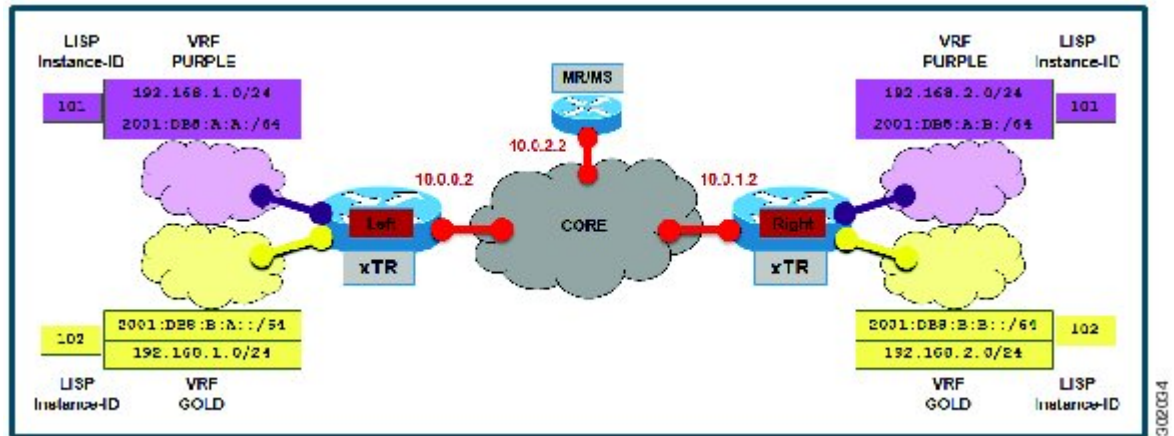 LISP Instance-ID
VRF PURPLE
101
192.168.1.0/24
2001:DB8:A:A:/64
MR/MS
10.0.2.2
VRF PURPLE
LISP Instance-ID
192.168.2.0/24
2001:DB8:A:B:/64
101
10.0.0.2
Left
xTR
CORE
10.0.1.2
Right
xTR
102
2001:DB8:B:A::/64
192.168.1.0/24
LISP Instance-ID
VRF GOLD
2001:DB8:B:B::/64
192.168.2.0/24
102
VRF GOLD
LISP Instance-ID
302034